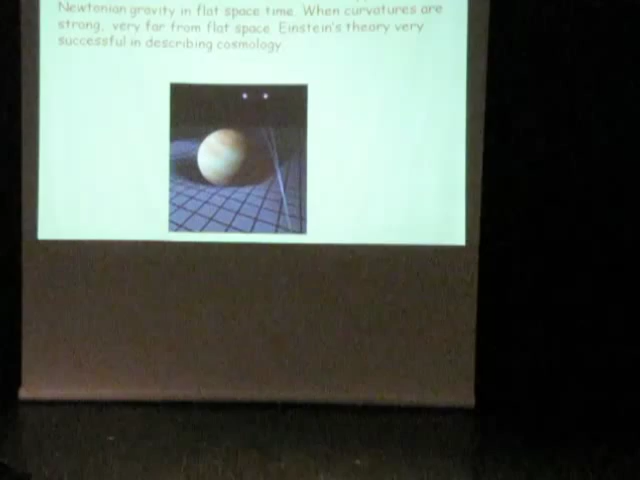 Newtonian gravity in flat space time. When curvatures are
strong, very far from flat space. Einstein's theory very
successful in describing cosmology.